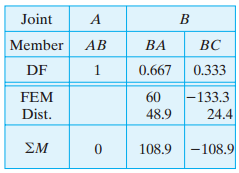 Joint A B
Member AB BA BC
DF 1 0.667 0.333
FEM 60 −133.3
Dist. 48.9 24.4
ΣM 0 108.9 −108.9